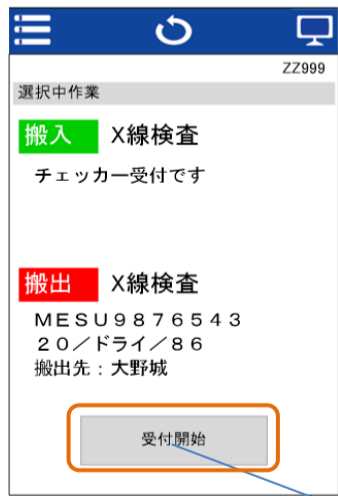 ZZ999
選択中作業
搬入 X線検査
チェッカー受付です
搬出 X線検査
ＭＥＳＵ９８７６５４３
２０／ドライ／８６
搬出先：大野城
受付開始